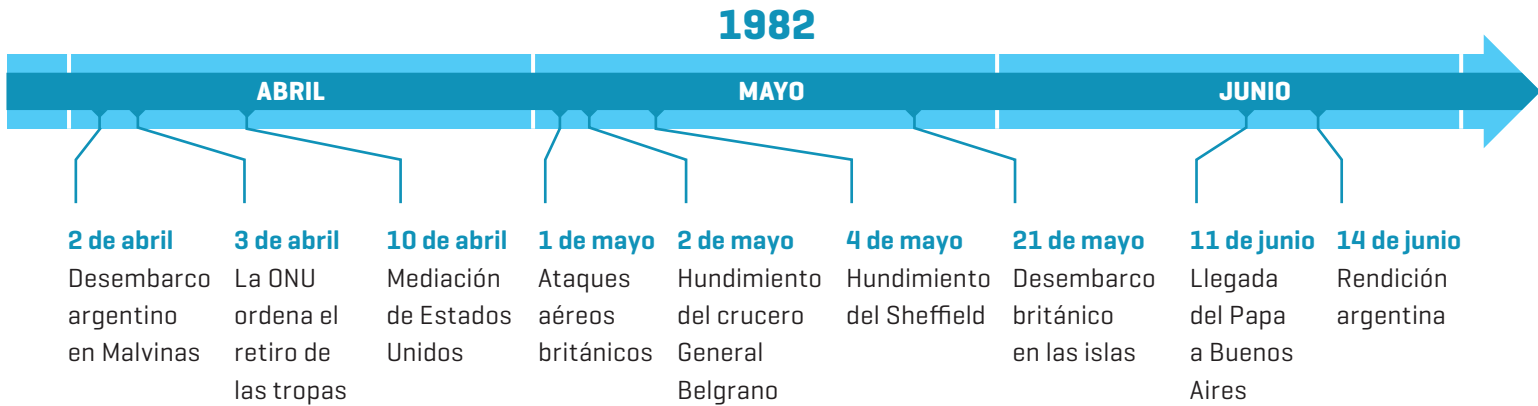 1982
ABRIL
MAYO
JUNIO
2 de abril
Desembarco
argentino
en Malvinas
3 de abril
La ONU
ordena el
retiro de
las tropas
10 de abril
Mediación
de Estados
Unidos
1 de mayo
Ataques
aéreos
británicos
2 de mayo
Hundimiento
del crucero
General
Belgrano
4 de mayo
Hundimiento
del Sheffield
21 de mayo
Desembarco
británico
en las islas
11 de junio
Llegada
del Papa
a Buenos
Aires
14 de junio
Rendición
argentina